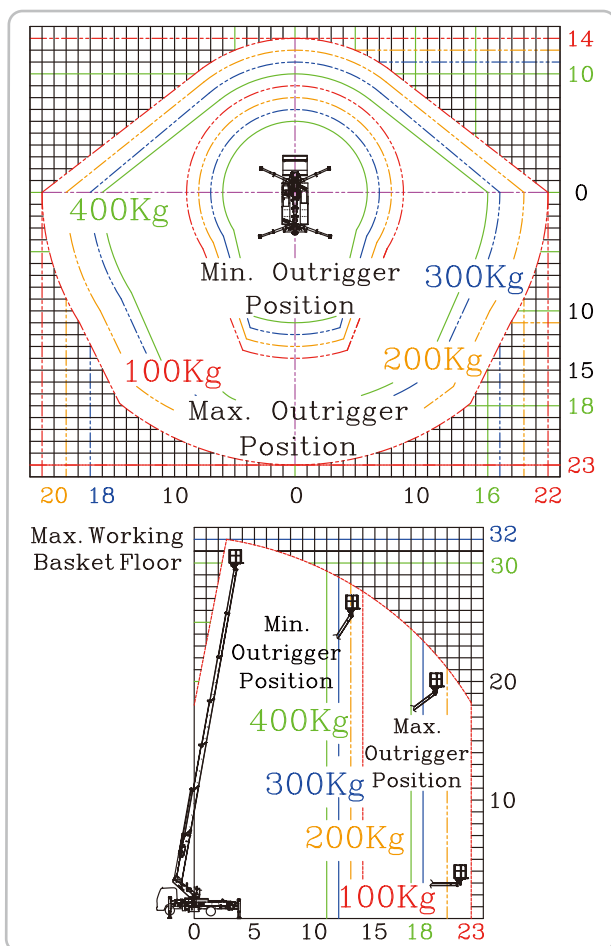 14
10
0
400Kg
Min. Outrigger
Position
300Kg
10
100Kg
200Kg
15
Max. Outrigger
Position
18
23
20 18 10 0 10 16 22
Max. Working
Basket Floor
32
30
Min.
Outrigger
Position
20
400Kg
Max.
Outrigger
Position
300Kg
10
200Kg
100Kg
0 5 11 15 18 23